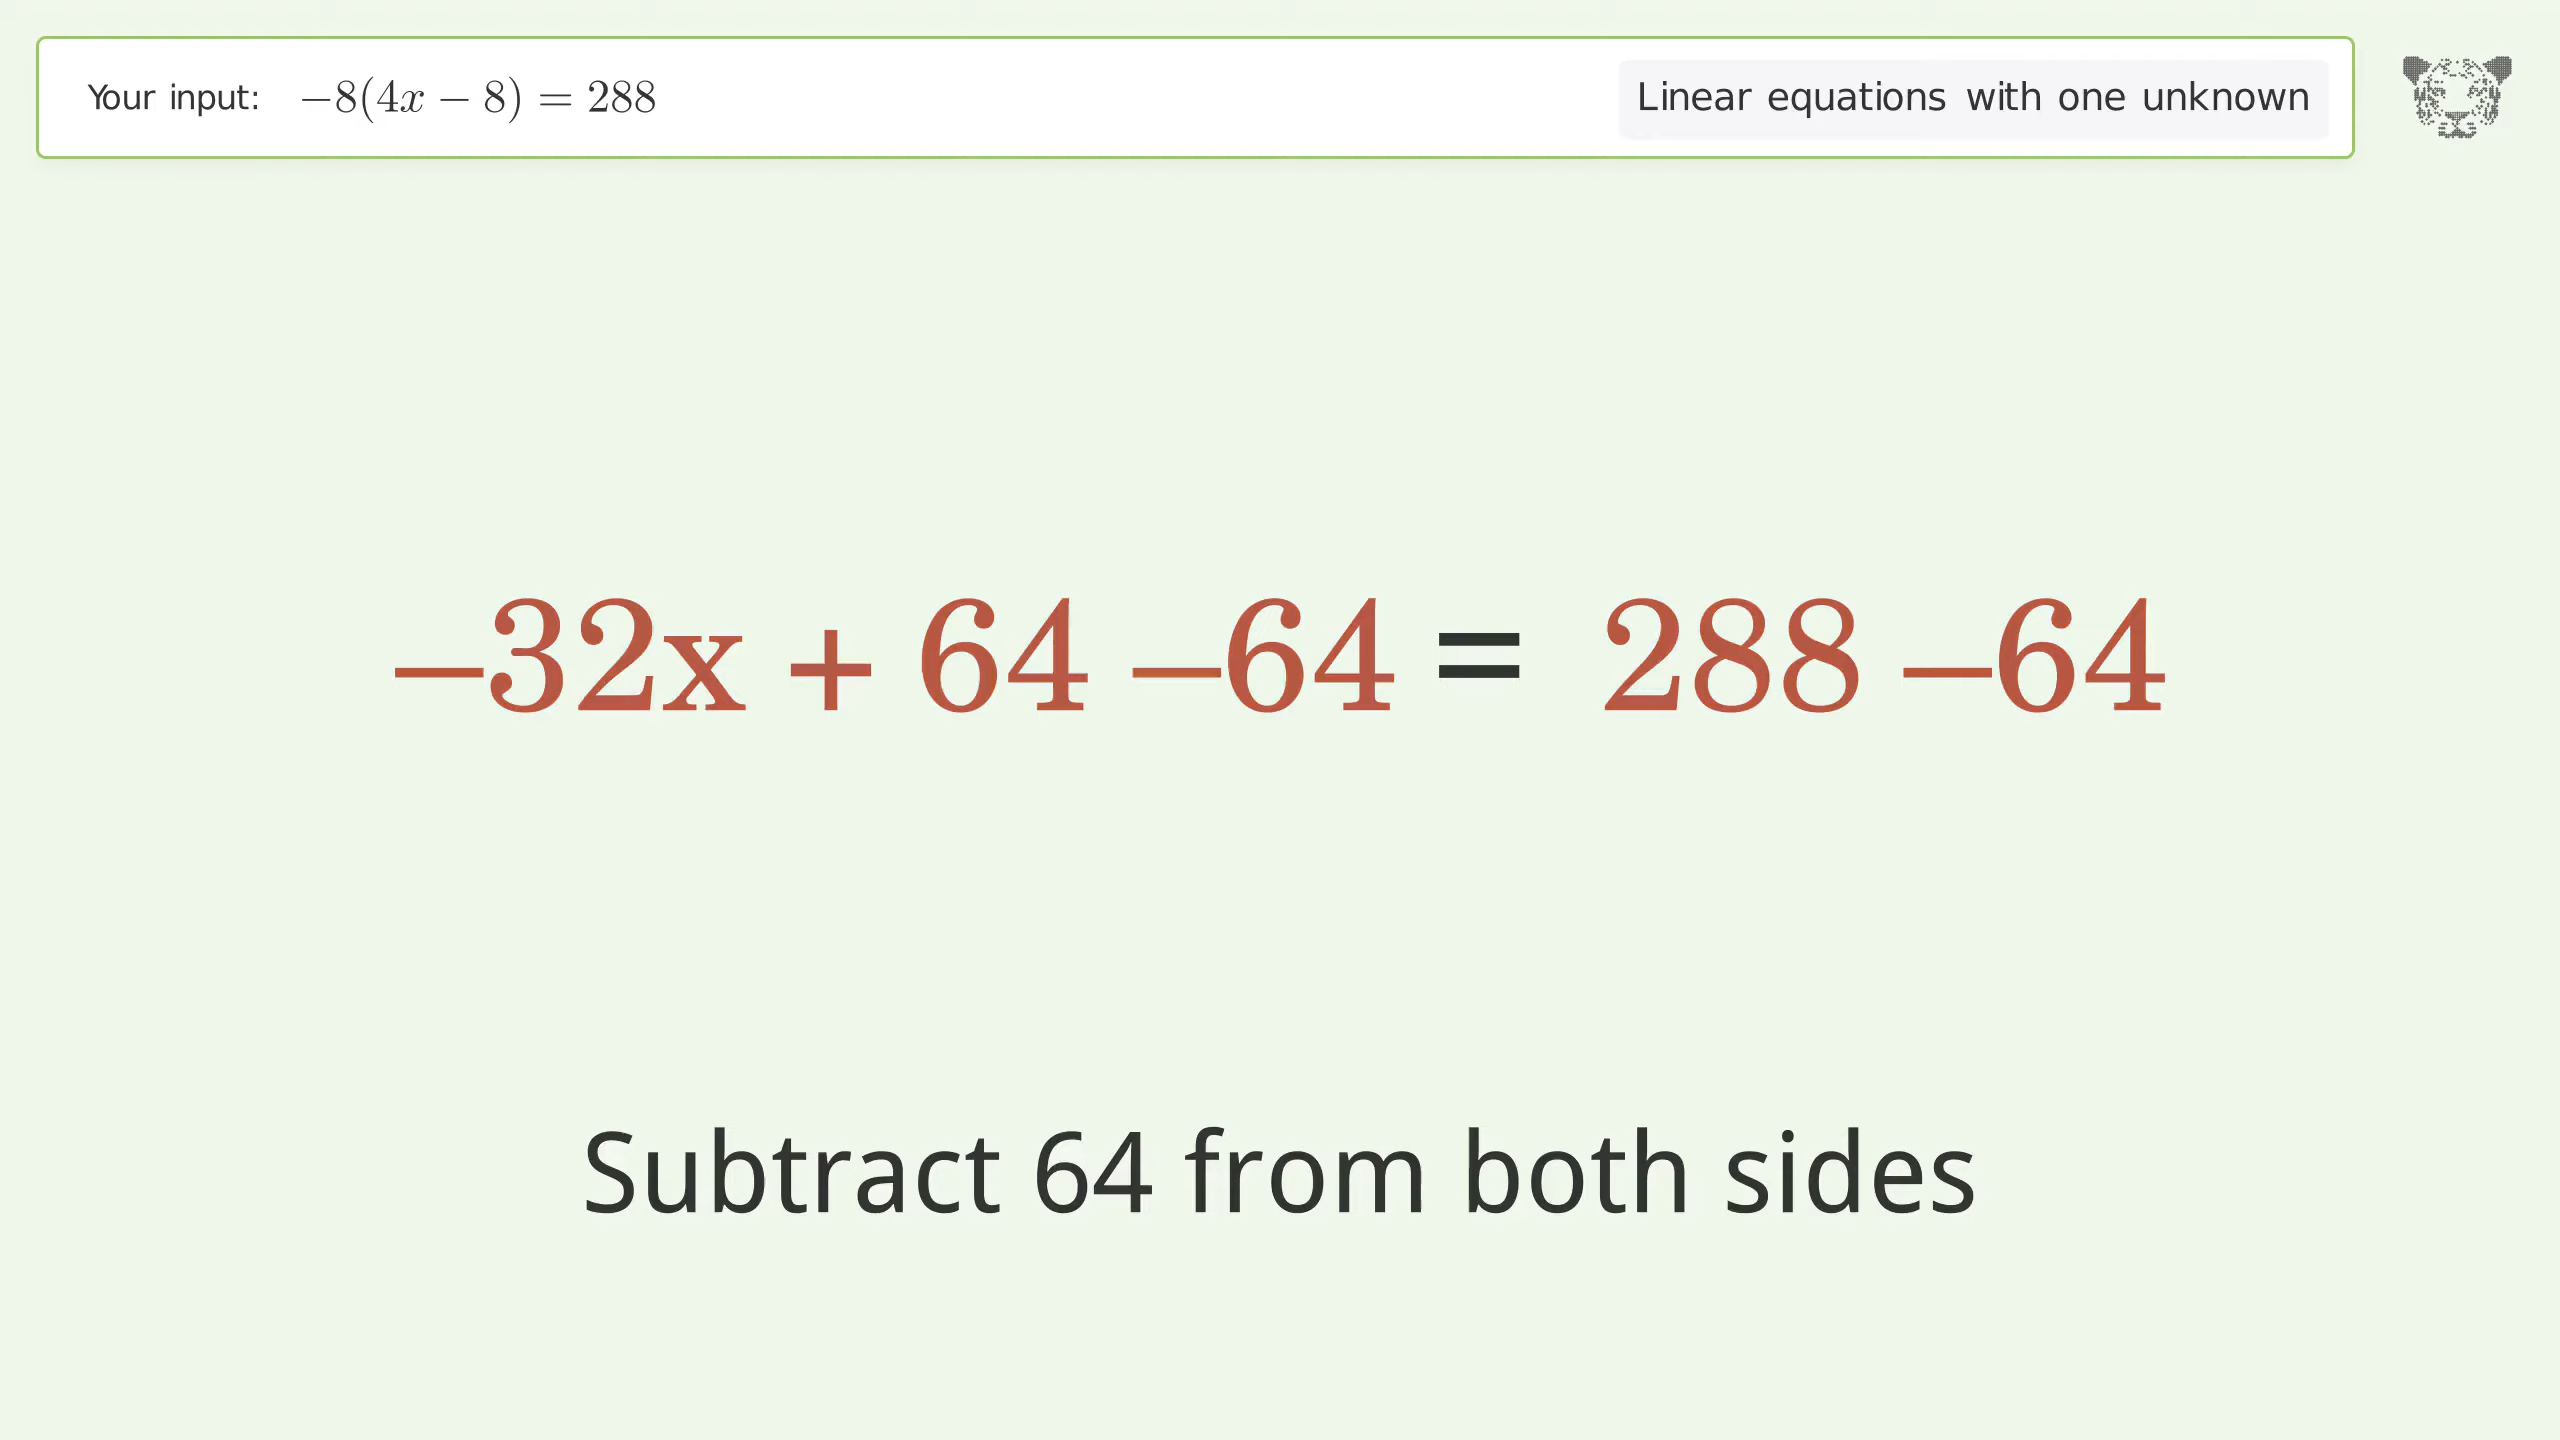 Your input: −8(4x − 8) = 288
Linear equations with one unknown
−32x + 64 −64 = 288 −64
Subtract 64 from both sides